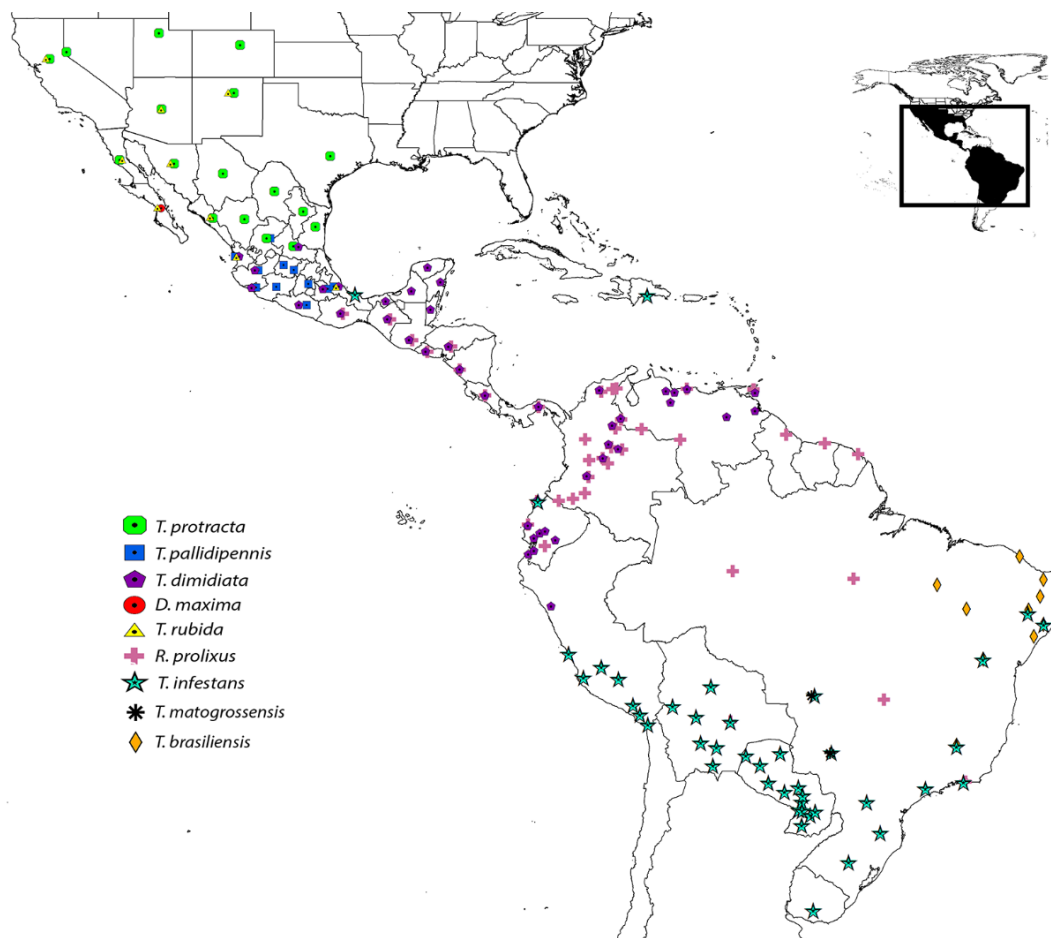 T. protracta
T. pallidipennis
T. dimidiata
D. maxima
T. rubida
R. prolixus
T. infestans
T. matogrossensis
T. brasiliensis